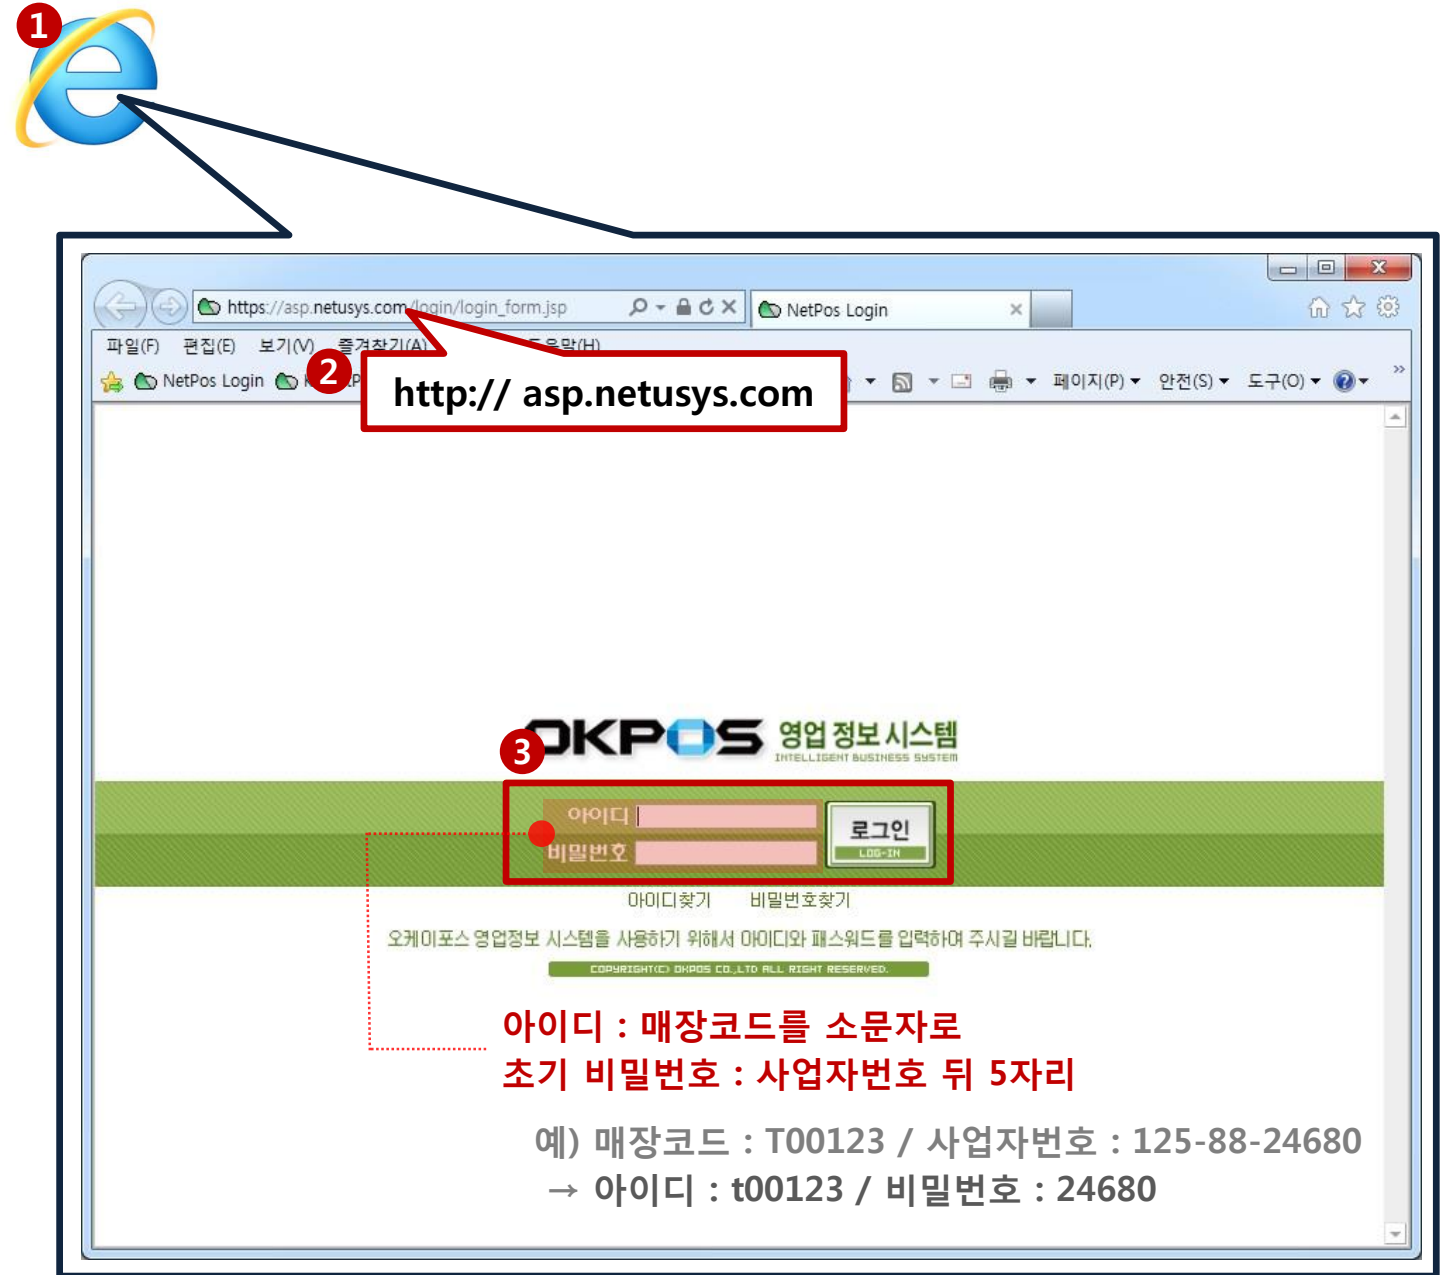 1
https://asp.netusys.com/login/login_form.jsp
NetPos Login
파일(F) 편집(E) 보기(V) 즐겨찾기(A) 도움말(H)
2
NetPos Login
페이지(P) 안전(S) 도구(O)
http:// asp.netusys.com
OKPOS 영업 정보 시스템
INTELLIGENT BUSINESS SYSTEM
3
아이디
로그인
비밀번호
LOG-IN
아이디찾기 비밀번호찾기
오케이포스 영업정보 시스템을 사용하기 위해서 아이디와 패스워드를 입력하여 주시길 바랍니다.
COPYRIGHT(C) OKPOS CO.,LTD ALL RIGHT RESERVED.
아이디 : 매장코드를 소문자로
초기 비밀번호 : 사업자번호 뒤 5자리
예) 매장코드 : T00123 / 사업자번호 : 125-88-24680
→ 아이디 : t00123 / 비밀번호 : 24680